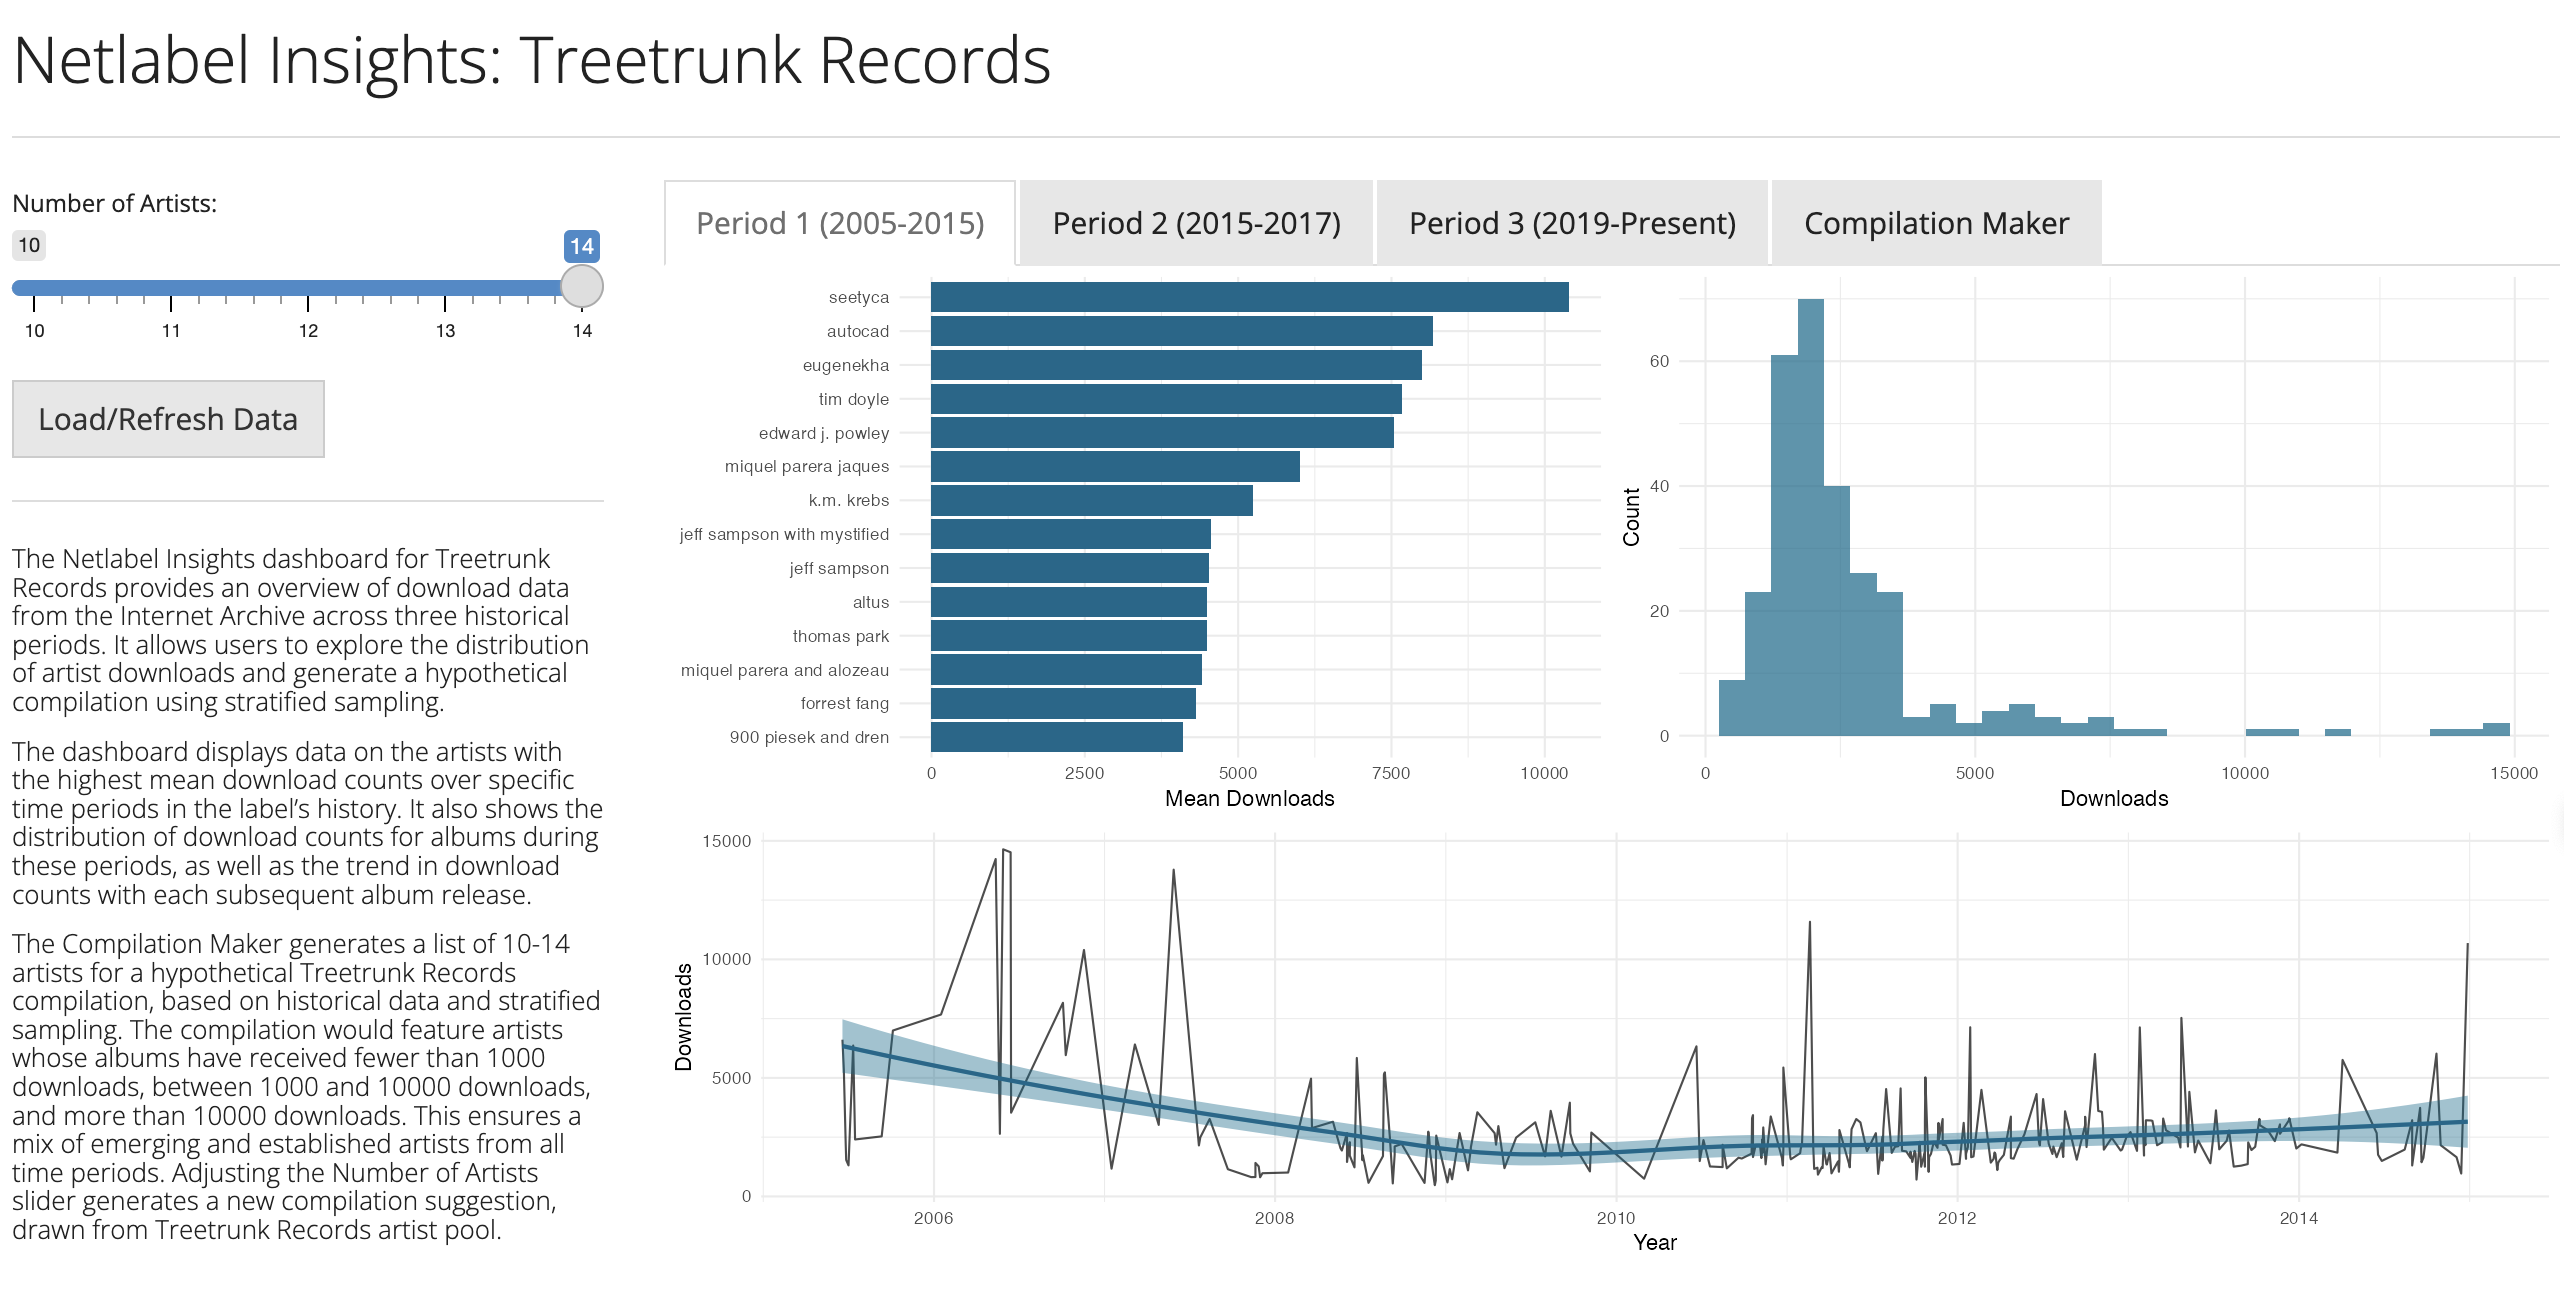 Netlabel Insights: Treetrunk Records
Number of Artists:
10
14
10 11 12 13 14
Load/Refresh Data
The Netlabel Insights dashboard for Treetrunk
Records provides an overview of download data
from the Internet Archive across three historical
periods. It allows users to explore the distribution
of artist downloads and generate a hypothetical
compilation using stratified sampling.
The dashboard displays data on the artists with
the highest mean download counts over specific
time periods in the label’s history. It also shows the
distribution of download counts for albums during
these periods, as well as the trend in download
counts with each subsequent album release.
The Compilation Maker generates a list of 10-14
artists for a hypothetical Treetrunk Records
compilation, based on historical data and stratified
sampling. The compilation would feature artists
whose albums have received fewer than 1000
downloads, between 1000 and 10000 downloads,
and more than 10000 downloads. This ensures a
mix of emerging and established artists from all
time periods. Adjusting the Number of Artists
slider generates a new compilation suggestion,
drawn from Treetrunk Records artist pool.
Period 1 (2005-2015)
Period 2 (2015-2017)
Period 3 (2019-Present)
Compilation Maker
seetyca
autocad
eugenekha
tim doyle
edward j. powley
miquel parera jaques
k.m. krebs
jeff sampson with mystified
jeff sampson
altus
thomas park
miquel parera and alozeau
forrest fang
900 piesek and dren
0 2500 5000 7500 10000
Mean Downloads
Count
60
40
20
0
0 5000 10000 15000
Downloads
Downloads
15000
10000
5000
0
2006 2008 2010 2012 2014
Year